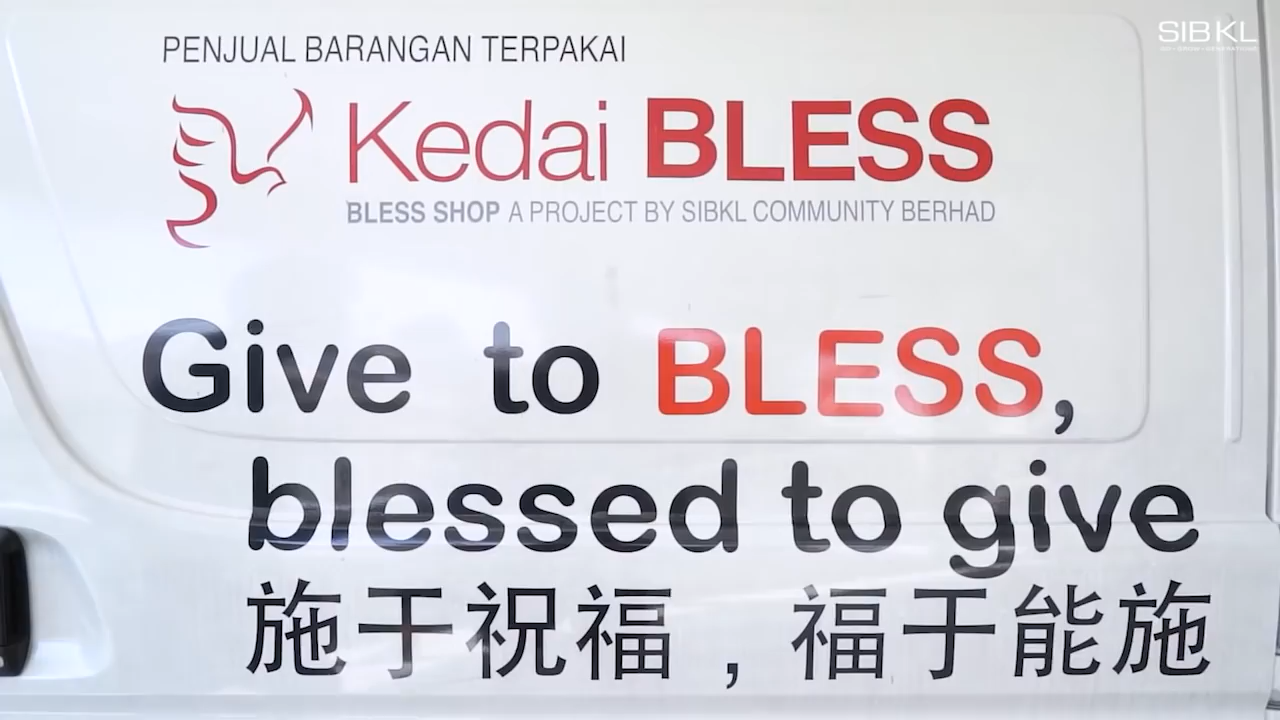 SIBKL
PENJUAL BARANGAN TERPAKAI
Kedai BLESS
BLESS SHOP A PROJECT BY SIBKL COMMUNITY BERHAD
Give to BLESS,
blessed to give
施于祝福,福于能施